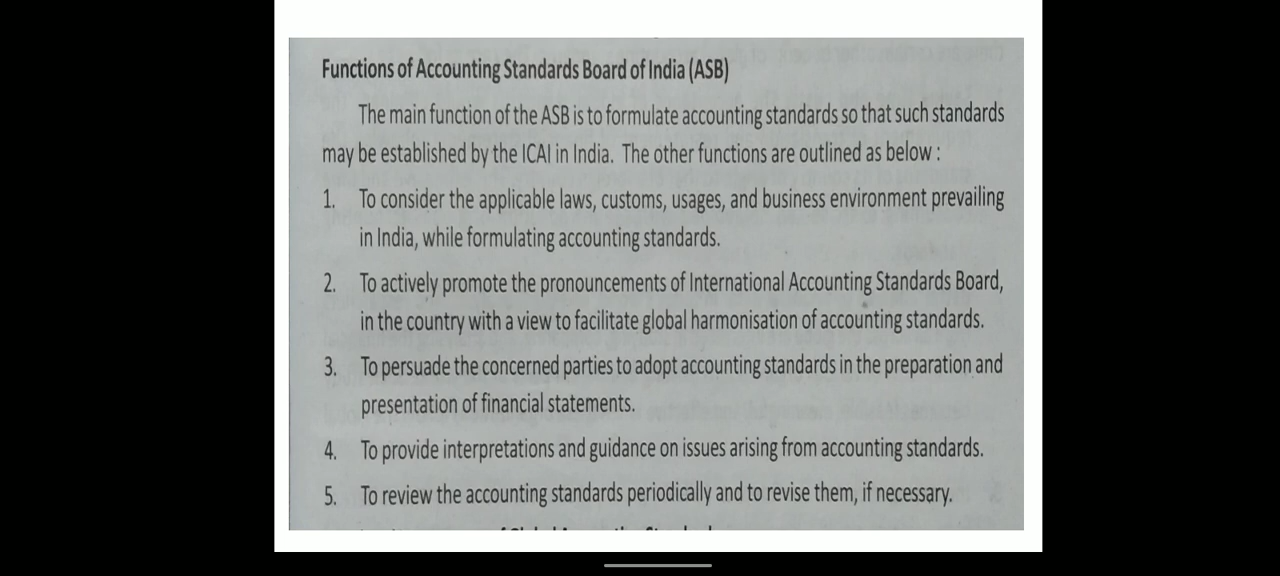 Functions of Accounting Standards Board of India (ASB)
The main function of the ASB is to formulate accounting standards so that such standards
may be established by the ICAI in India. The other functions are outlined as below :
1. To consider the applicable laws, customs, usages, and business environment prevailing
in India, while formulating accounting standards.
2. To actively promote the pronouncements of International Accounting Standards Board,
in the country with a view to facilitate global harmonisation of accounting standards.
3. To persuade the concerned parties to adopt accounting standards in the preparation and
presentation of financial statements.
4. To provide interpretations and guidance on issues arising from accounting standards.
5. To review the accounting standards periodically and to revise them, if necessary.